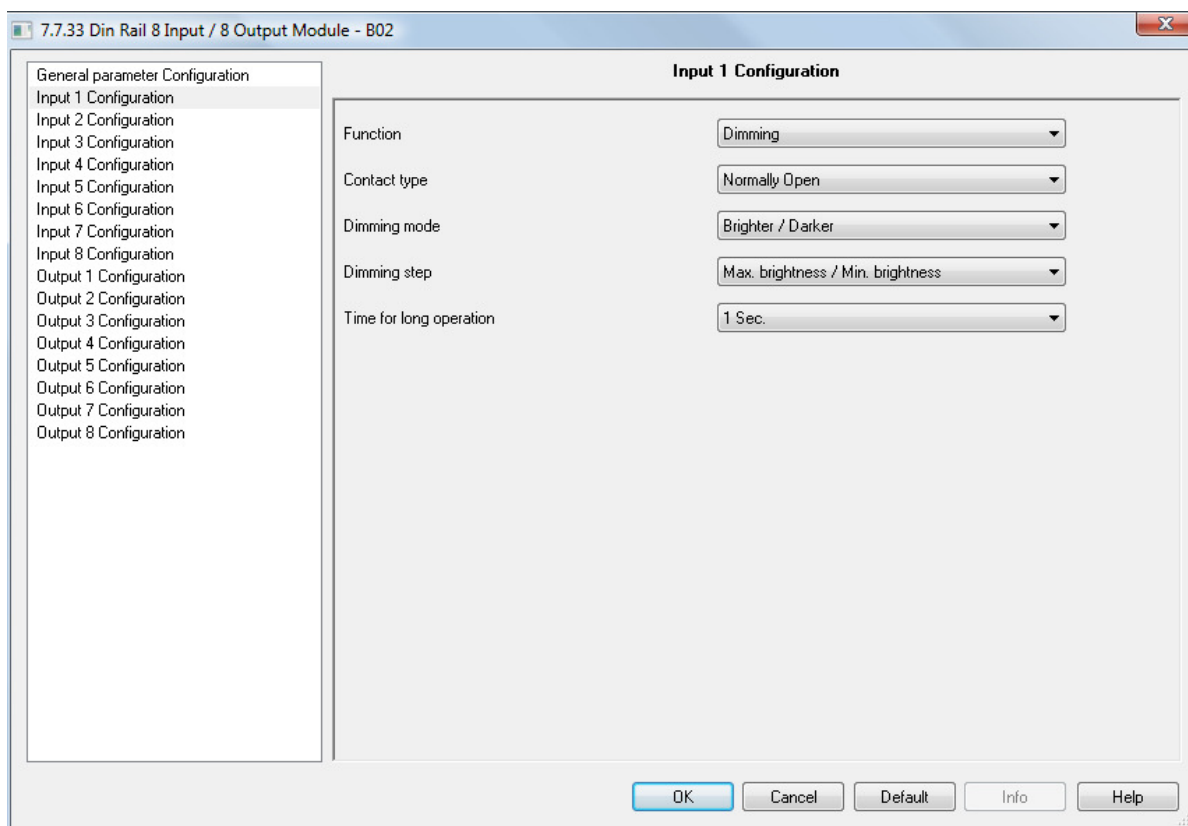 7.7.33 Din Rail 8 Input / 8 Output Module - B02
General parameter Configuration
Input 1 Configuration
Input 2 Configuration
Input 3 Configuration
Input 4 Configuration
Input 5 Configuration
Input 6 Configuration
Input 7 Configuration
Input 8 Configuration
Output 1 Configuration
Output 2 Configuration
Output 3 Configuration
Output 4 Configuration
Output 5 Configuration
Output 6 Configuration
Output 7 Configuration
Output 8 Configuration
Input 1 Configuration
Function Dimming
Contact type Normally Open
Dimming mode Brighter / Darker
Dimming step Max. brightness / Min. brightness
Time for long operation 1 Sec.
OK Cancel Default Info Help